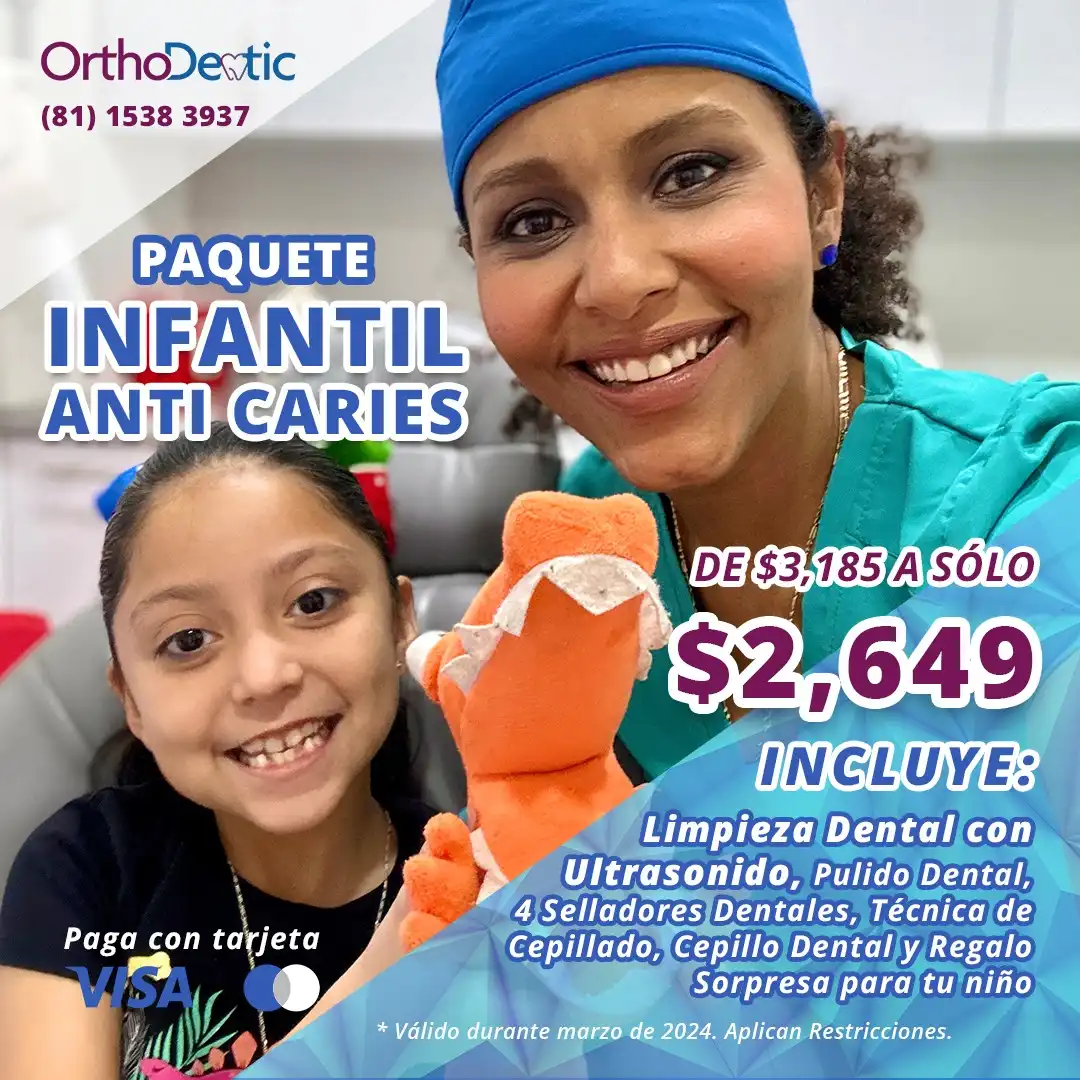 OrthoDentic
(81) 1538 3937
PAQUETE
INFANTIL
ANTI CARIES
DE $3,185 A SÓLO
$2,649
INCLUYE:
Limpieza Dental con
Ultrasonido, Pulido Dental,
4 Selladores Dentales, Técnica de
Cepillado, Cepillo Dental y Regalo
Sorpresa para tu niño
Paga con tarjeta
VISA
* Válido durante marzo de 2024. Aplican Restricciones.